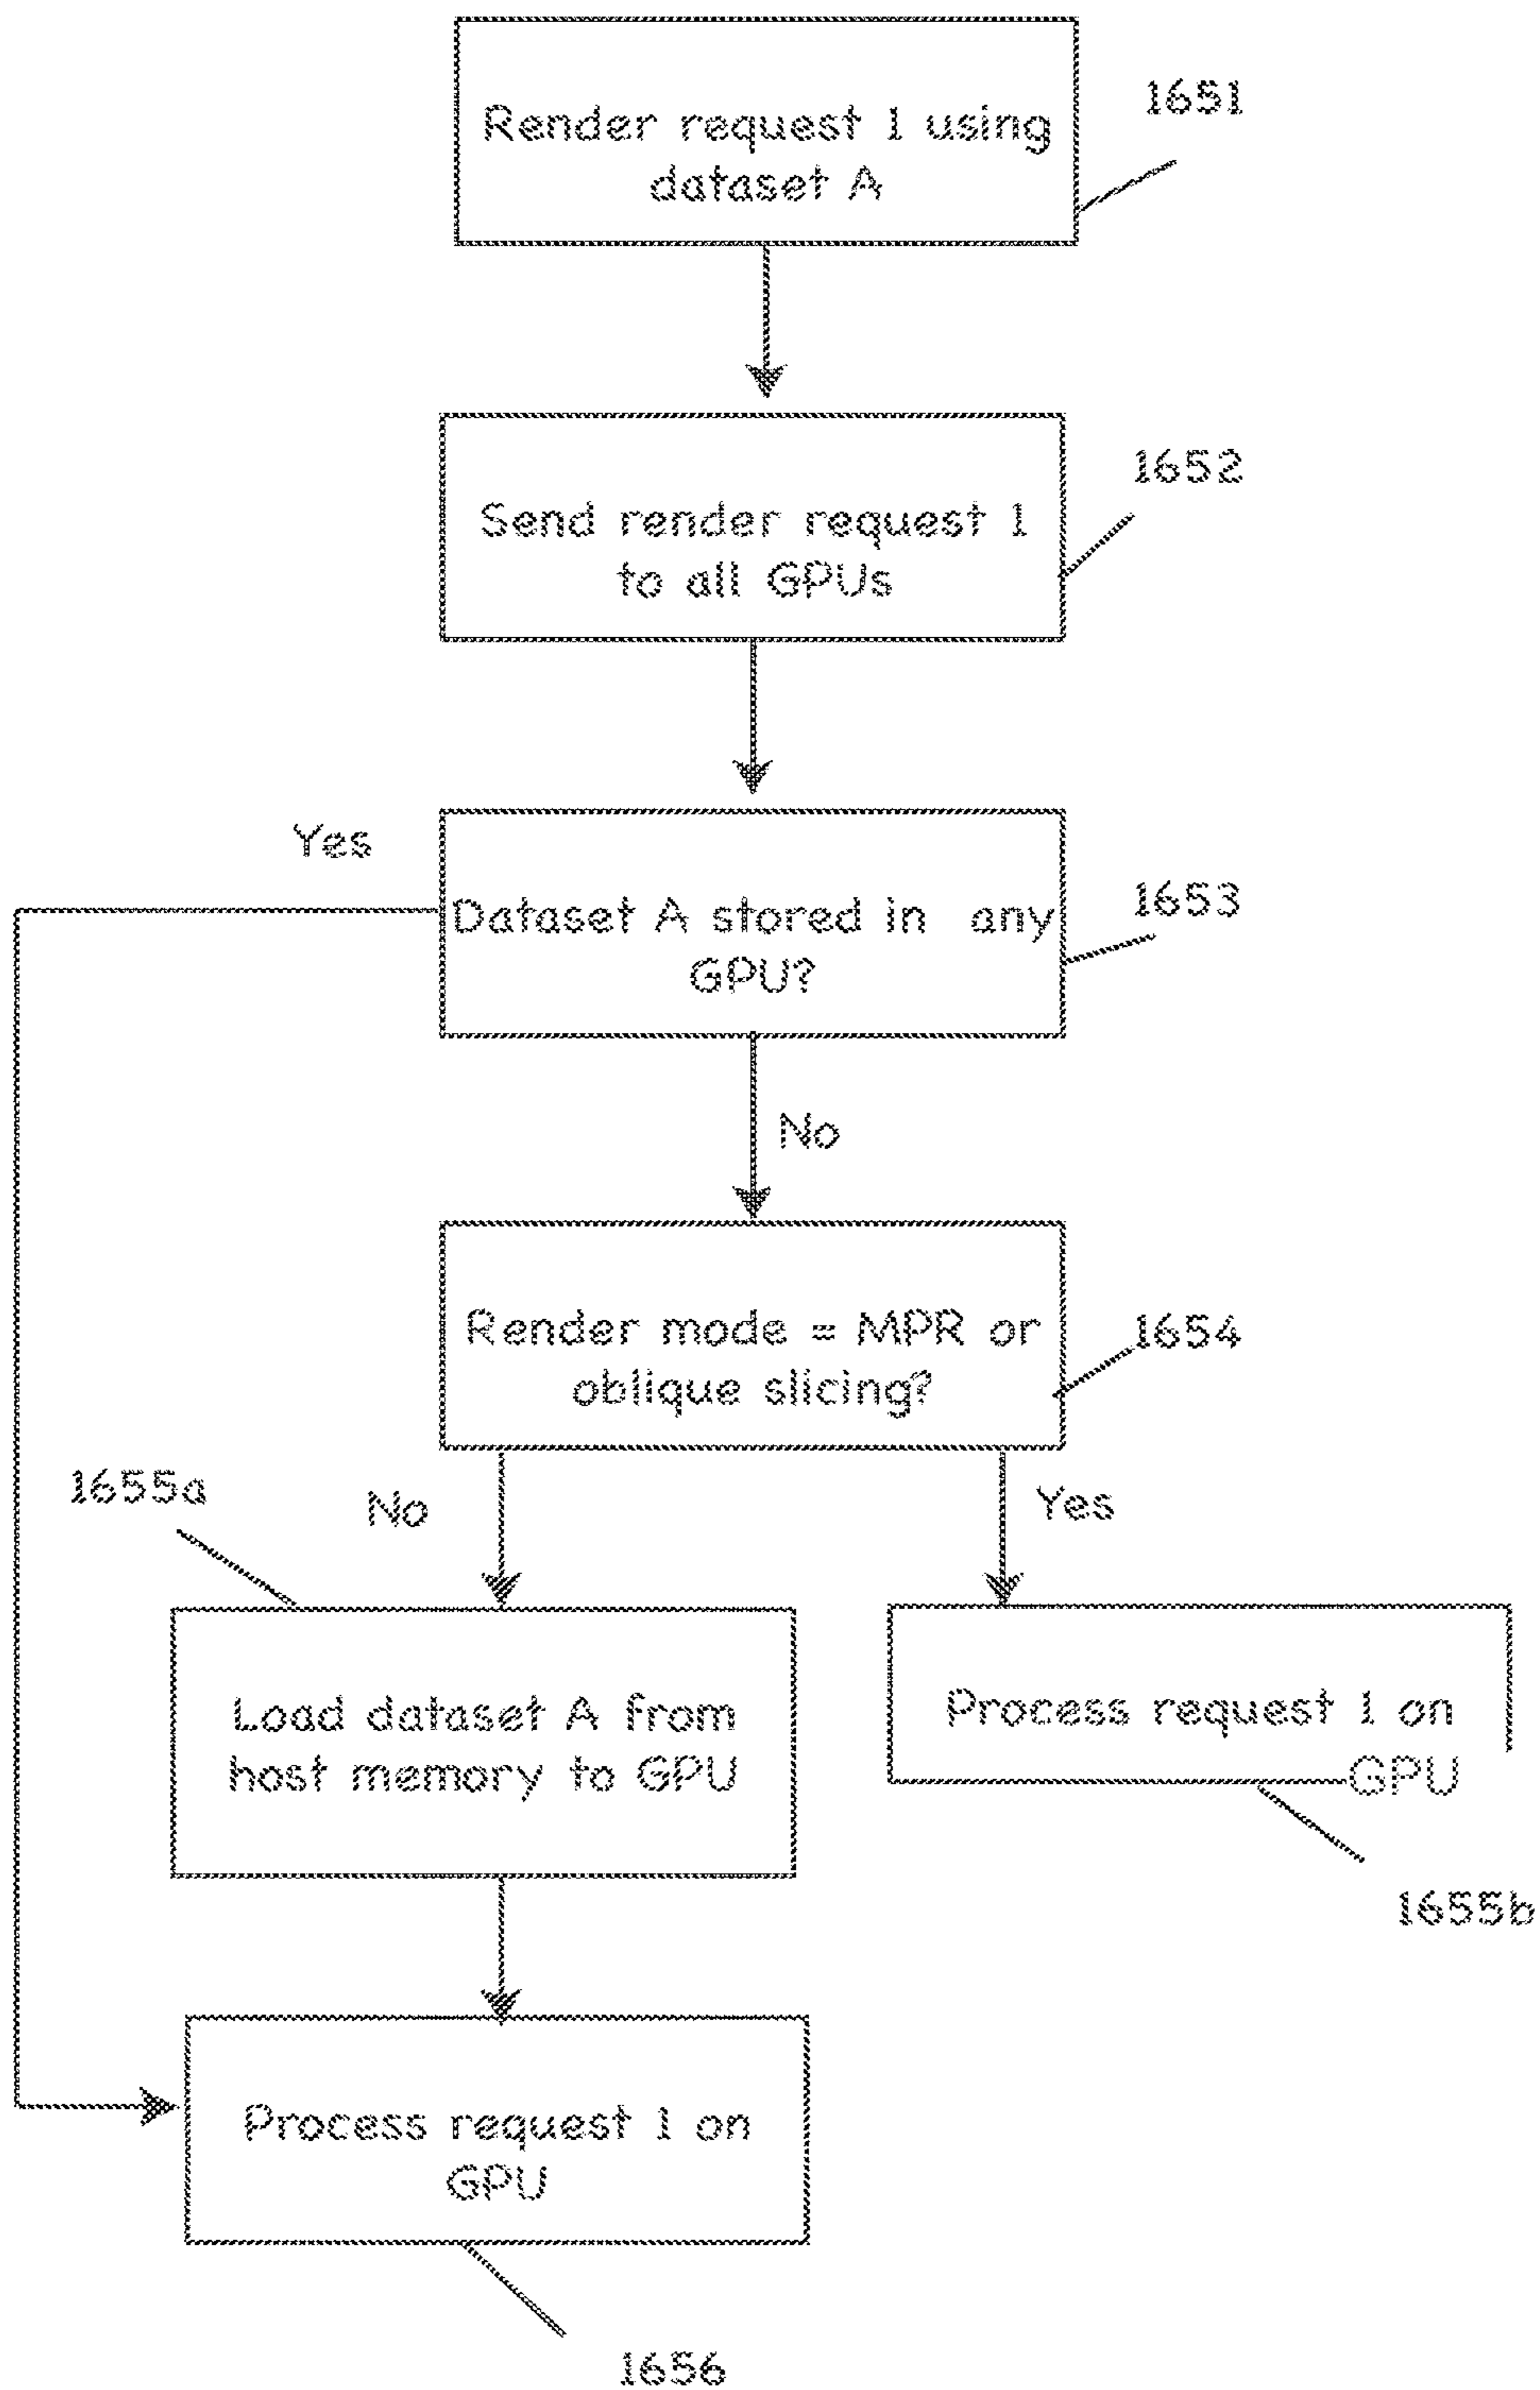 Render request 1 using
dataset A
1651
Send render request 1
to all GPUs
1652
Yes
Dataset A stored in any
GPU?
1653
No
Render mode = MPR or
oblique slicing?
1654
1655a
No
Yes
Load dataset A from
host memory to GPU
Process request 1 on
GPU
1655b
Process request 1 on
GPU
1656